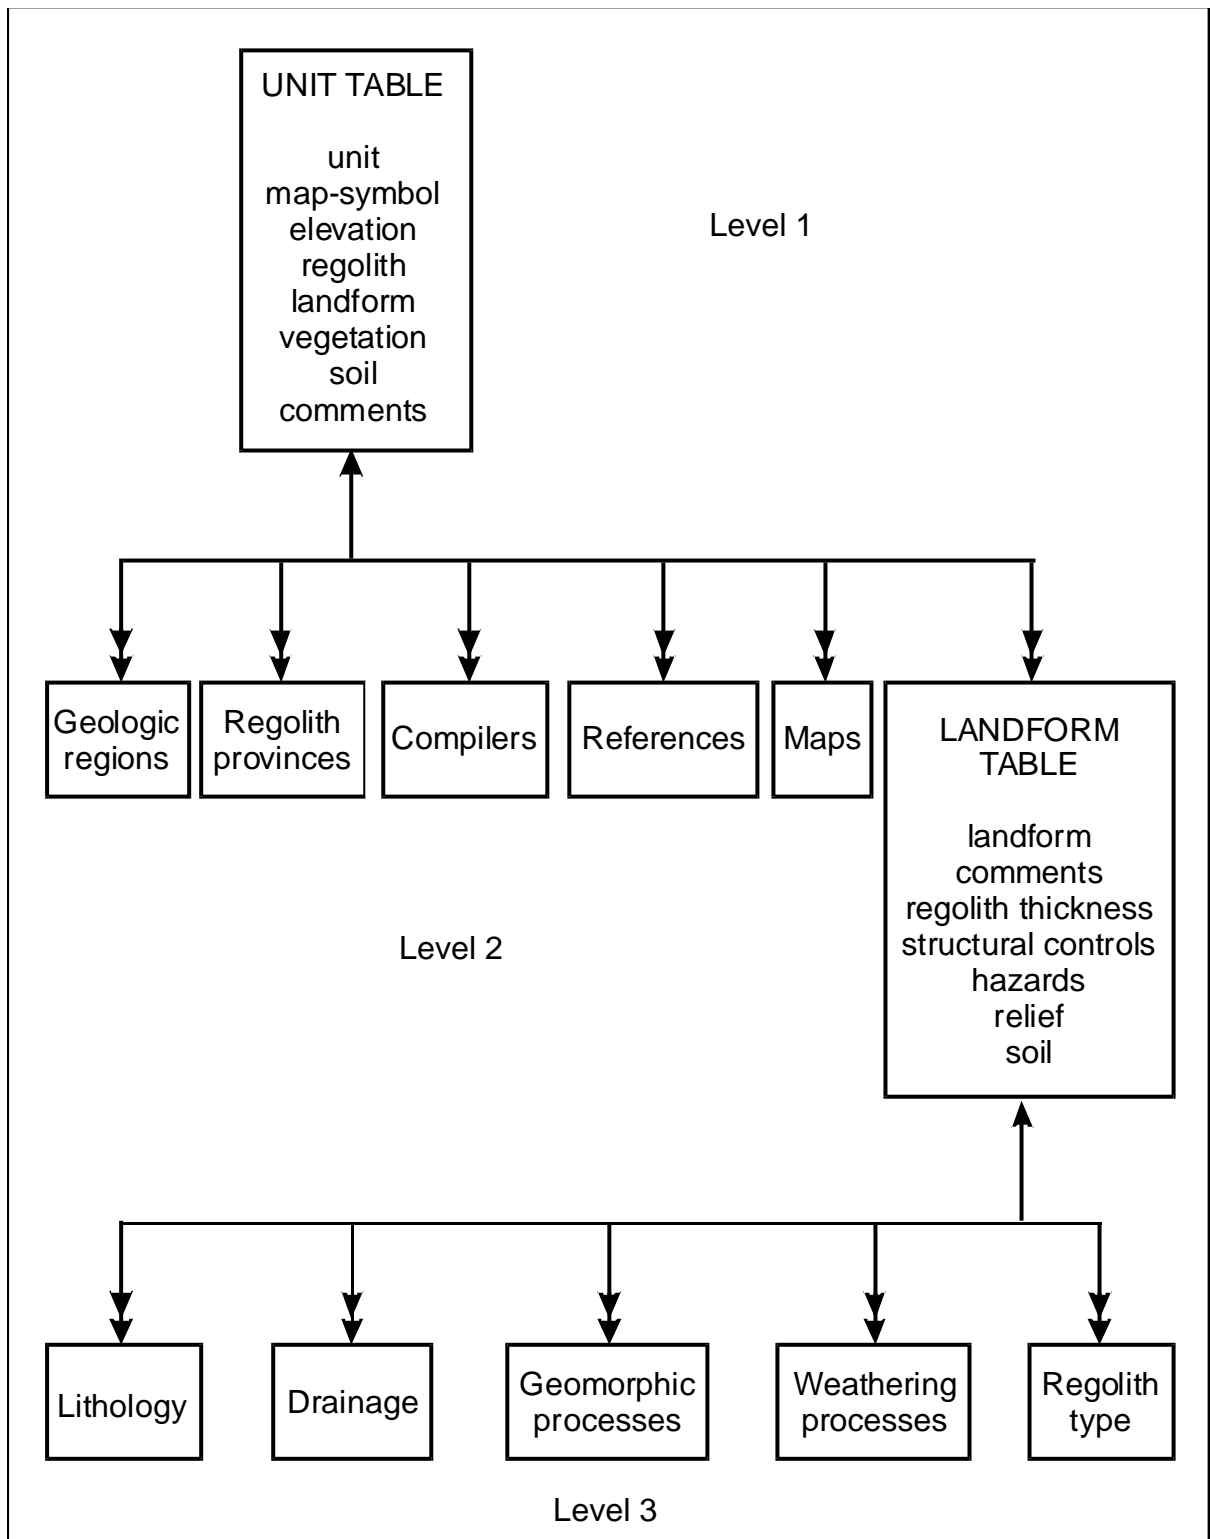 UNIT TABLE
unit
map-symbol
elevation
regolith
landform
vegetation
soil
comments
Level 1
Geologic
regions
Regolith
provinces
Compilers
References
Maps
LANDFORM
TABLE
landform
comments
regolith thickness
structural controls
hazards
relief
soil
Level 2
Lithology
Drainage
Geomorphic
processes
Weathering
processes
Regolith
type
Level 3